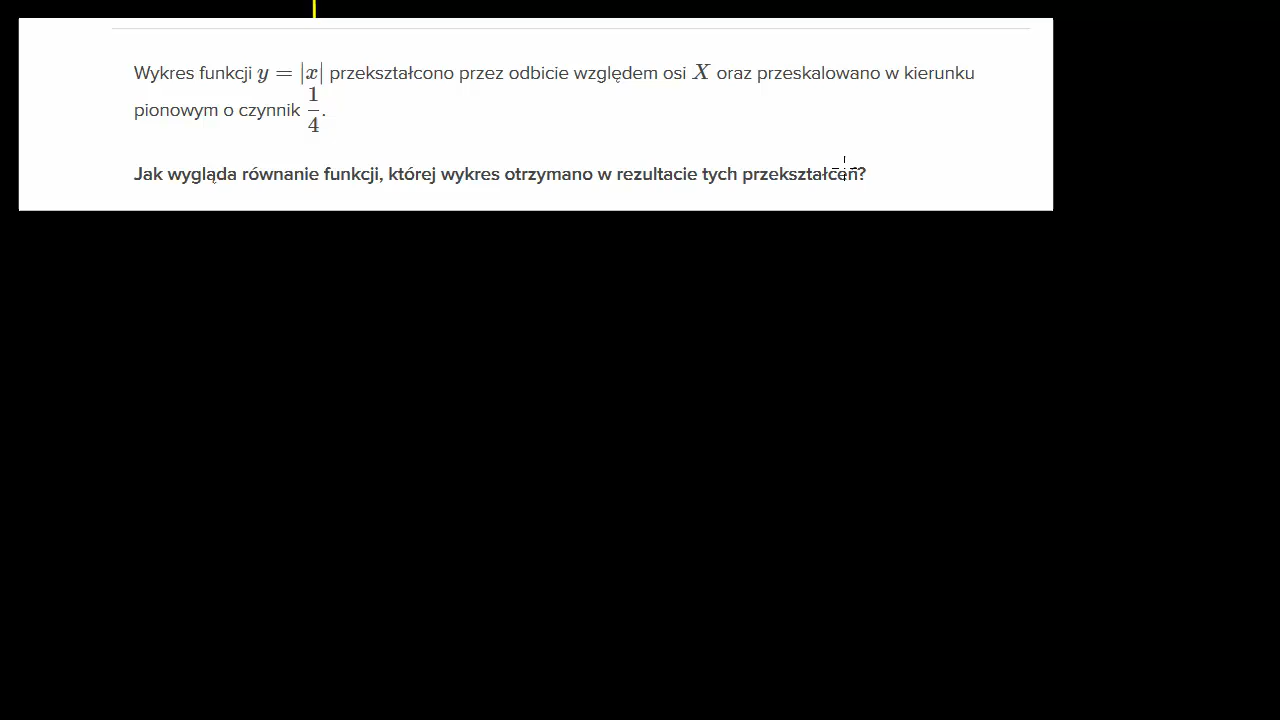 Wykres funkcji y = |x| przekształcono przez odbicie względem osi X oraz przeskalowano w kierunku
pionowym o czynnik 1/4.
Jak wygląda równanie funkcji, której wykres otrzymano w rezultacie tych przekształceń?